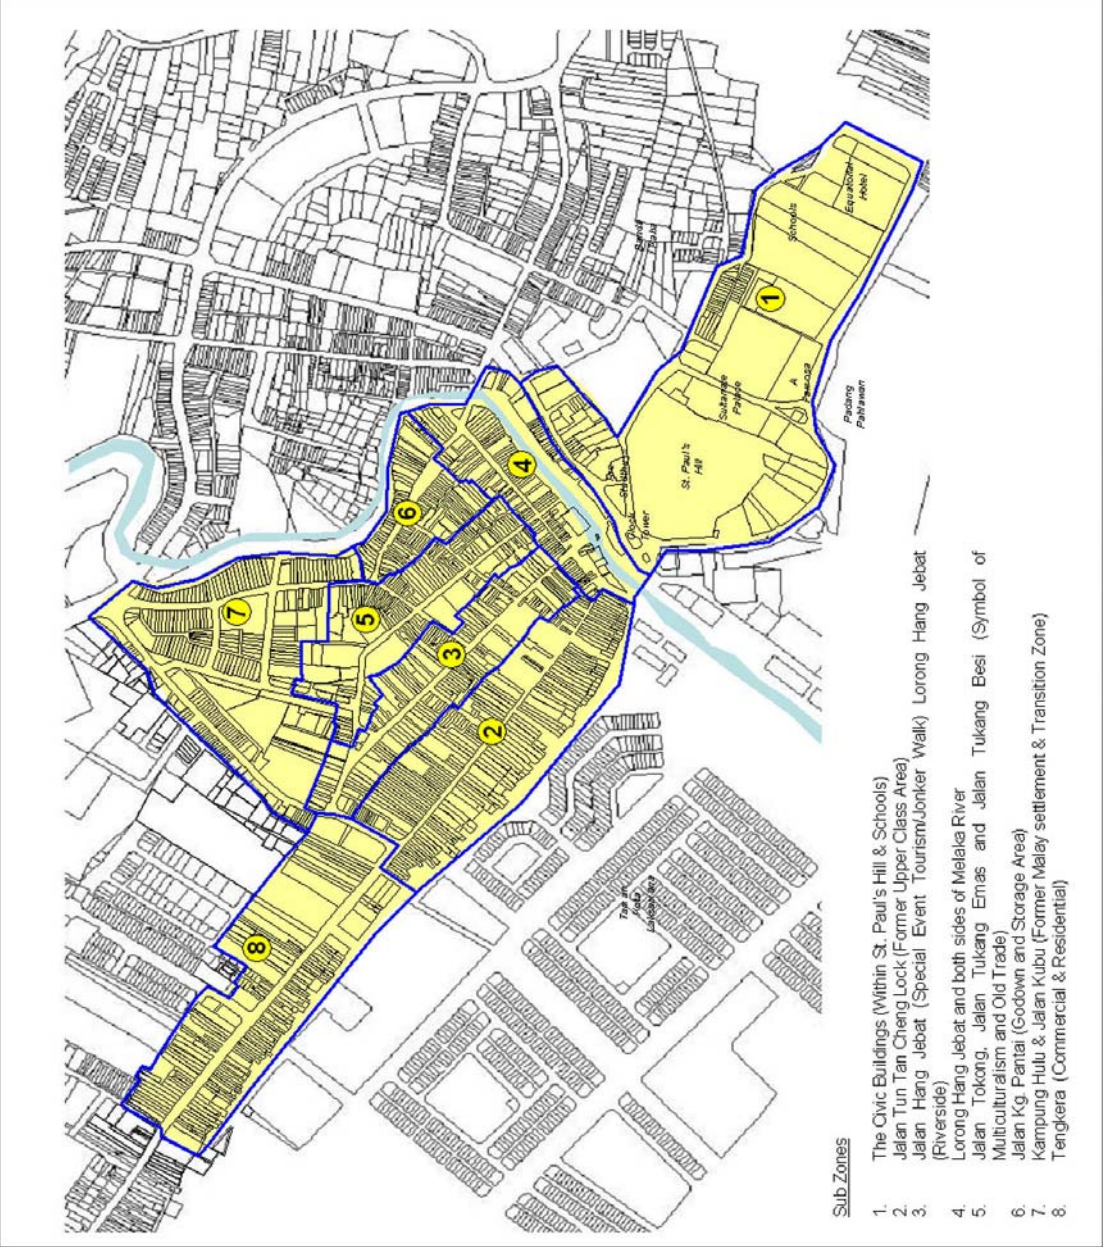 Equatorial
Hotel
Schools
1
Sultanate
Palace
A
Famosa
Padang
Pahlawan
St. Paul's
Hill
Clock
Tower
4
6
5
7
3
2
8
Sub Zones
1. The Civic Buildings (Within St. Paul's Hill & Schools)
2. Jalan Tun Tan Cheng Lock (Former Upper Class Area)
3. Jalan Hang Jebat (Special Event Tourism/Jonker Walk) Lorong Hang Jebat
(Riverside)
4. Lorong Hang Jebat and both sides of Melaka River
5. Jalan Tokong, Jalan Tukang Emas and Jalan Tukang Besi (Symbol of
Multiculturalism and Old Trade)
6. Jalan Kg. Pantai (Godown and Storage Area)
7. Kampung Hulu & Jalan Kubu (Former Malay settlement & Transition Zone)
8. Tengkera (Commercial & Residential)